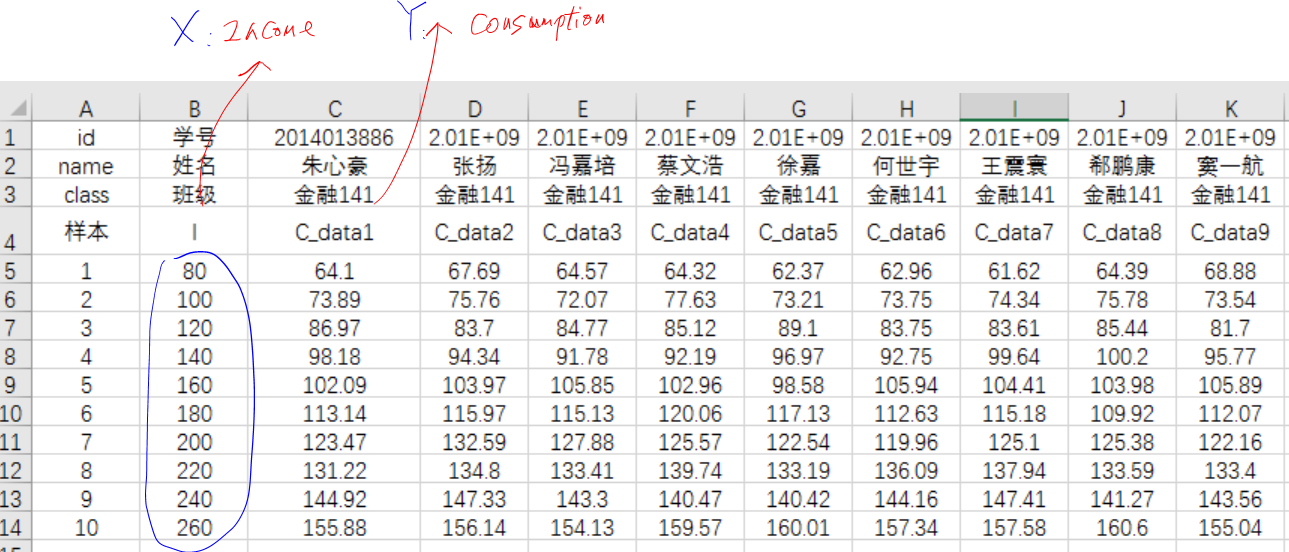 X: Income Y: Consumption
A B C D E F G H I J K
1 id 学号 2014013886 2.01E+09 2.01E+09 2.01E+09 2.01E+09 2.01E+09 2.01E+09 2.01E+09 2.01E+09
2 name 姓名 朱心豪 张扬 冯嘉培 蔡文浩 徐嘉 何世宇 王震寰 郗鹏康 窦一航
3 class 班级 金融141 金融141 金融141 金融141 金融141 金融141 金融141 金融141 金融141
4 样本 I C_data1 C_data2 C_data3 C_data4 C_data5 C_data6 C_data7 C_data8 C_data9
5 1 80 64.1 67.69 64.57 64.32 62.37 62.96 61.62 64.39 68.88
6 2 100 73.89 75.76 72.07 77.63 73.21 73.75 74.34 75.78 73.54
7 3 120 86.97 83.7 84.77 85.12 89.1 83.75 83.61 85.44 81.7
8 4 140 98.18 94.34 91.78 92.19 96.97 92.75 99.64 100.2 95.77
9 5 160 102.09 103.97 105.85 102.96 98.58 105.94 104.41 103.98 105.89
10 6 180 113.14 115.97 115.13 120.06 117.13 112.63 115.18 109.92 112.07
11 7 200 123.47 132.59 127.88 125.57 122.54 119.96 125.1 125.38 122.16
12 8 220 131.22 134.8 133.41 139.74 133.19 136.09 137.94 133.59 133.4
13 9 240 144.92 147.33 143.3 140.47 140.42 144.16 147.41 141.27 143.56
14 10 260 155.88 156.14 154.13 159.57 160.01 157.34 157.58 160.6 155.04